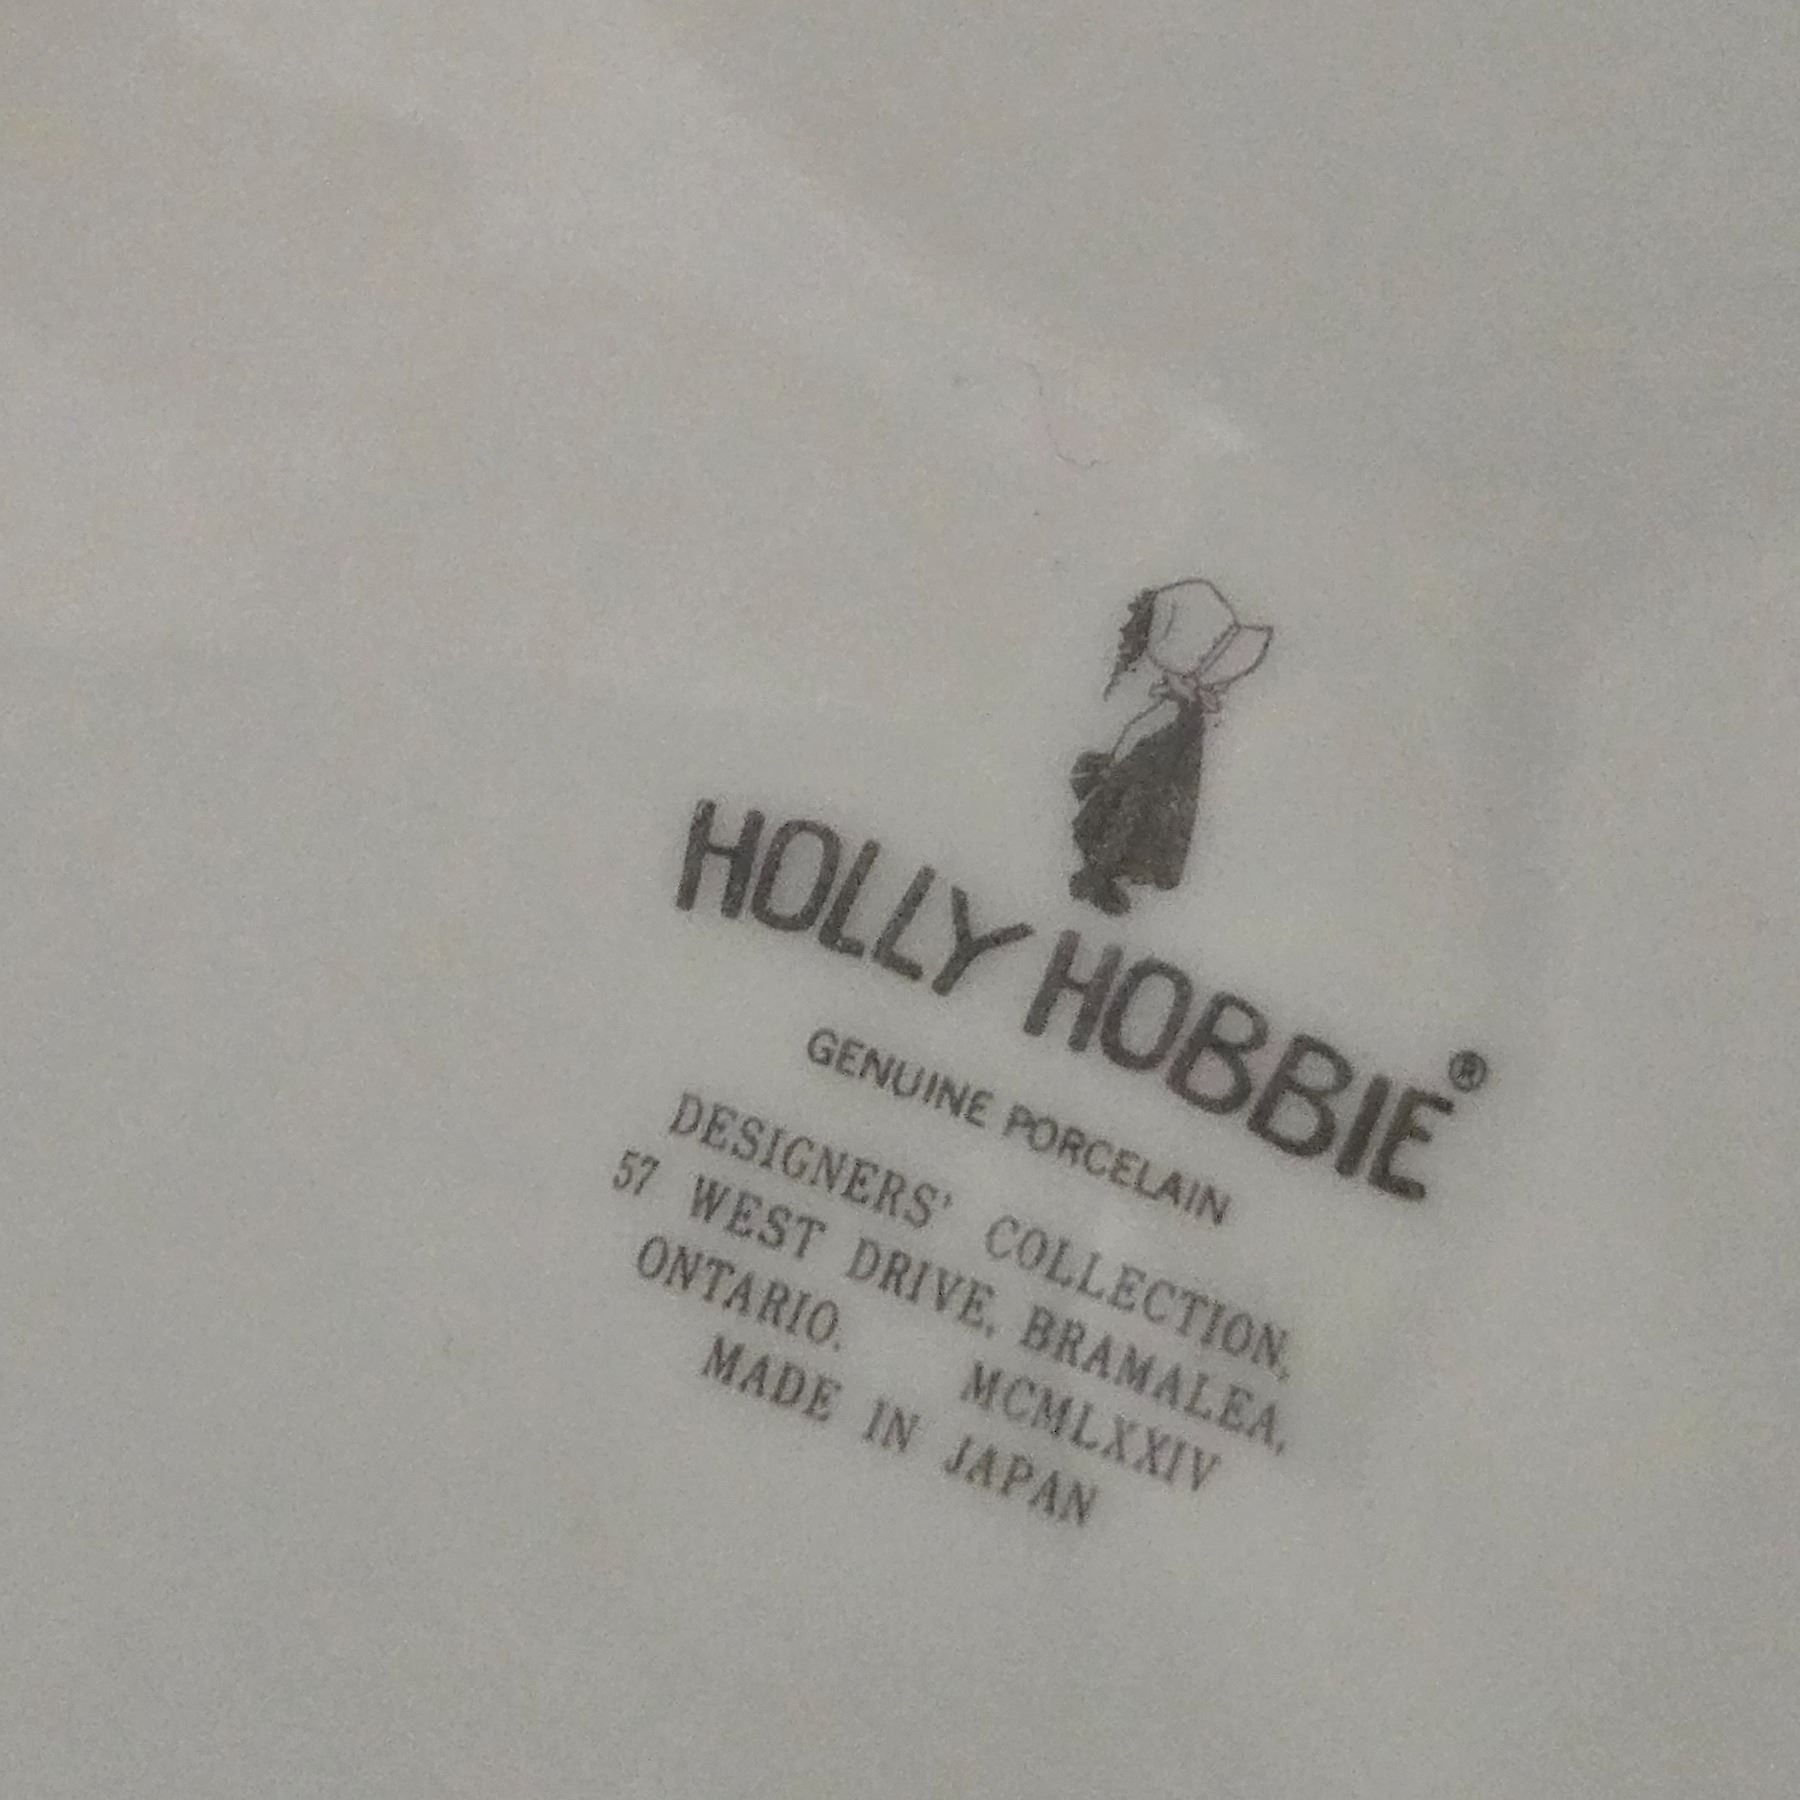 HOLLY HOBBIE®
GENUINE PORCELAIN
DESIGNERS' COLLECTION,
57 WEST DRIVE, BRAMALEA,
ONTARIO. MCMLXXIV
MADE IN JAPAN